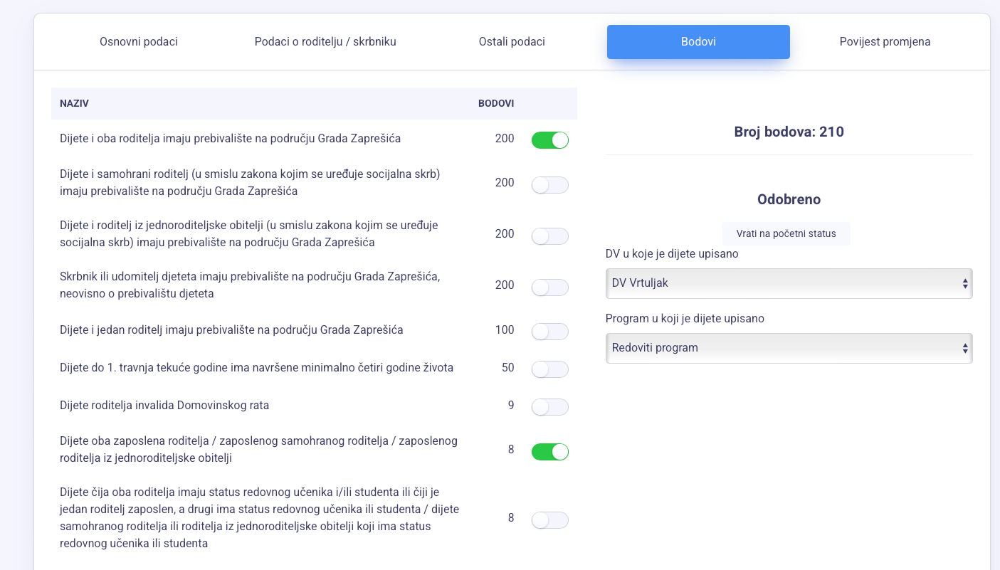 Osnovni podaci
Podaci o roditelju / skrbniku
Ostali podaci
Bodovi
Povijest promjena
NAZIV
BODOVI
Dijete i oba roditelja imaju prebivalište na području Grada Zaprešića
200
Dijete i samohrani roditelj (u smislu zakona kojim se uređuje socijalna skrb)
imaju prebivalište na području Grada Zaprešića
200
Dijete i roditelj iz jednoroditeljske obitelji (u smislu zakona kojim se uređuje
socijalna skrb) imaju prebivalište na području Grada Zaprešića
200
Skrbnik ili udomitelj djeteta imaju prebivalište na području Grada Zaprešića,
neovisno o prebivalištu djeteta
200
Dijete i jedan roditelj imaju prebivalište na području Grada Zaprešića
100
Dijete do 1. travnja tekuće godine ima navršene minimalno četiri godine života
50
Dijete roditelja invalida Domovinskog rata
9
Dijete oba zaposlena roditelja / zaposlenog samohranog roditelja / zaposlenog
roditelja iz jednoroditeljske obitelji
8
Dijete čija oba roditelja imaju status redovnog učenika i/ili studenta ili čiji je
jedan roditelj zaposlen, a drugi ima status redovnog učenika ili studenta / dijete
samohranog roditelja ili roditelja iz jednoroditeljske obitelji koji ima status
redovnog učenika ili studenta
8
Broj bodova: 210
Odobreno
Vrati na početni status
DV u koje je dijete upisano
DV Vrtuljak
Program u koji je dijete upisano
Redoviti program